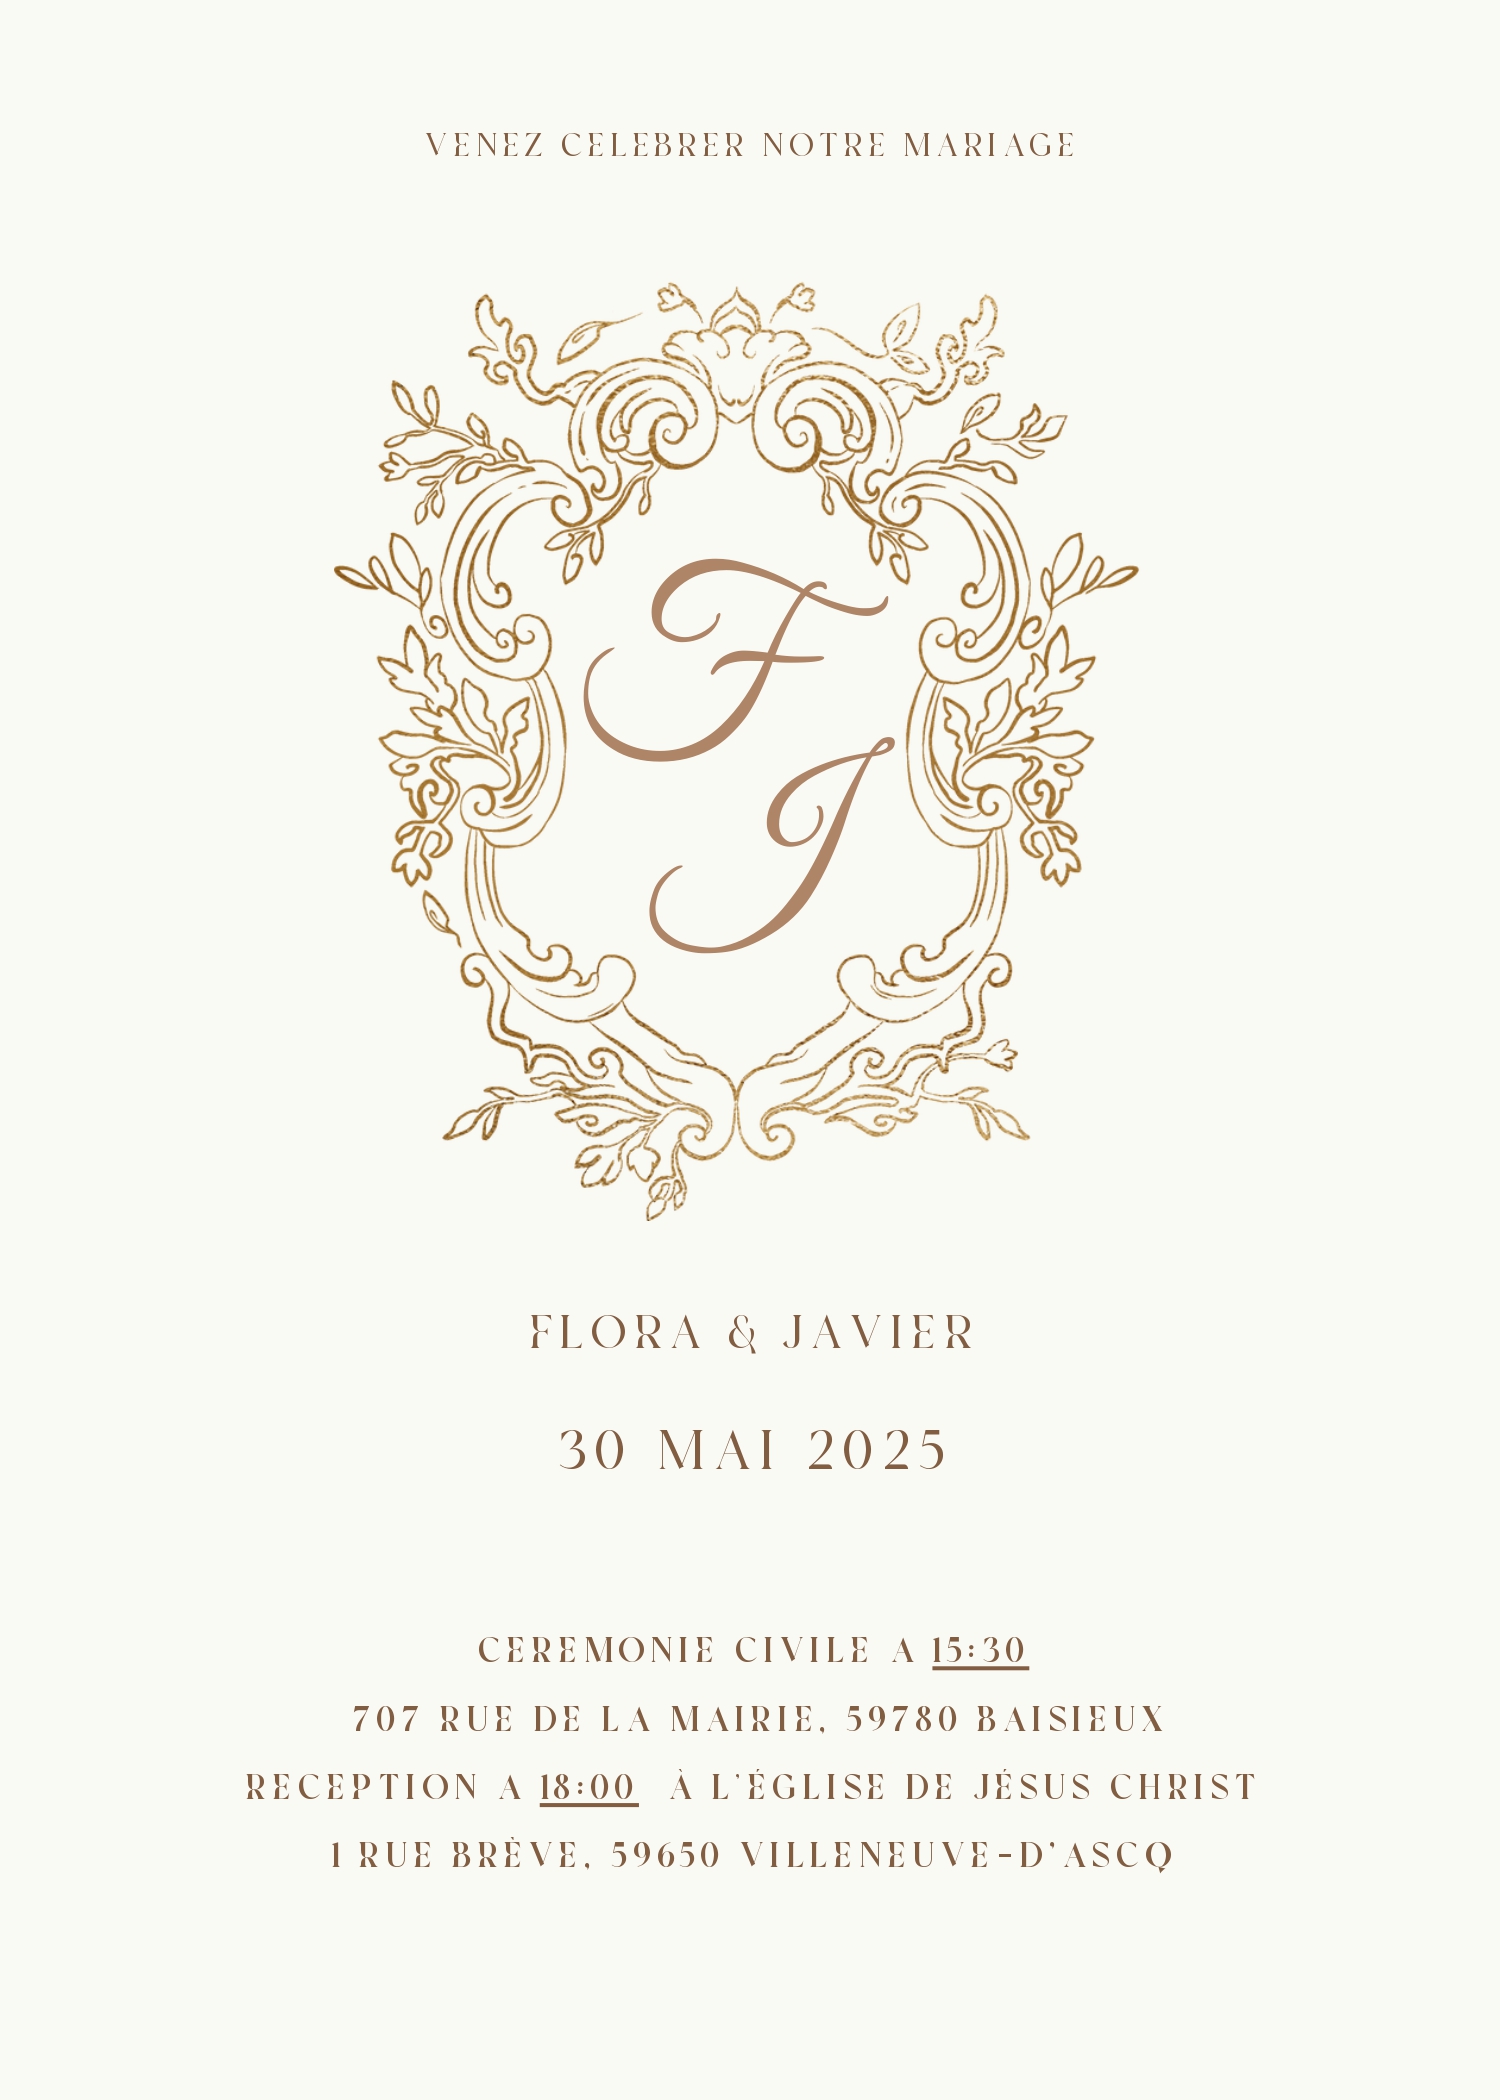 VENEZ CELEBRER NOTRE MARIAGE
F
J
FLORA & JAVIER
30 MAI 2025
CEREMONIE CIVILE A 15:30
707 RUE DE LA MAIRIE, 59780 BAISIEUX
RECEPTION A 18:00 À L'ÉGLISE DE JÉSUS CHRIST
1 RUE BRÈVE, 59650 VILLENEUVE-D'ASCQ